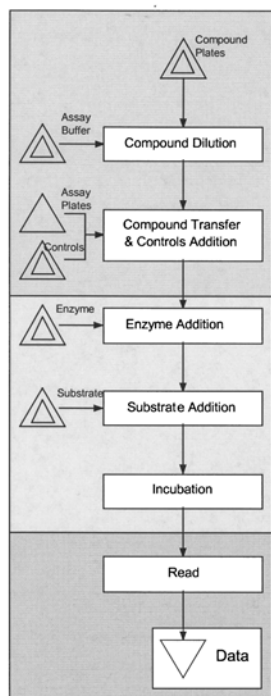 Compound
Plates
Assay
Buffer
Compound Dilution
Assay
Plates
Controls
Compound Transfer
& Controls Addition
Enzyme
Enzyme Addition
Substrate
Substrate Addition
Incubation
Read
Data